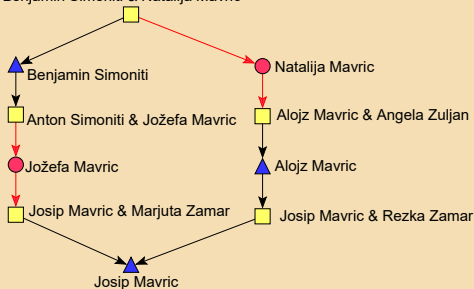 Benjamin Simoniti & Natalija Mavric
Benjamin Simoniti
Natalija Mavric
Anton Simoniti & Jožefa Mavric
Alojz Mavric & Angela Zuljan
Jožefa Mavric
Alojz Mavric
Josip Mavric & Marjuta Zamar
Josip Mavric & Rezka Zamar
Josip Mavric